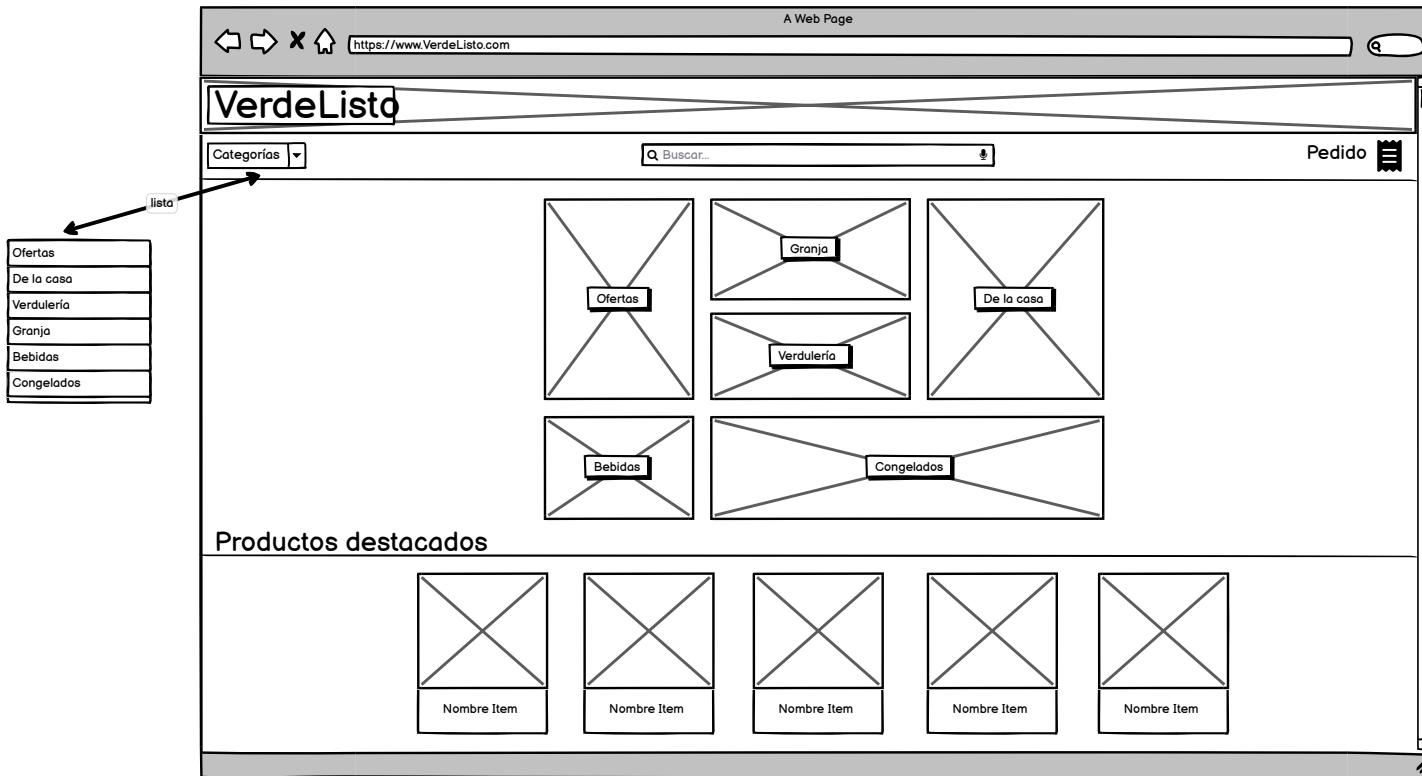 A Web Page
https://www.VerdeListo.com
VerdeListo
Categorías
Buscar...
Pedido
lista
Ofertas
De la casa
Verdulería
Granja
Bebidas
Congelados
Ofertas
Granja
De la casa
Verdulería
Bebidas
Congelados
Productos destacados
Nombre Item
Nombre Item
Nombre Item
Nombre Item
Nombre Item